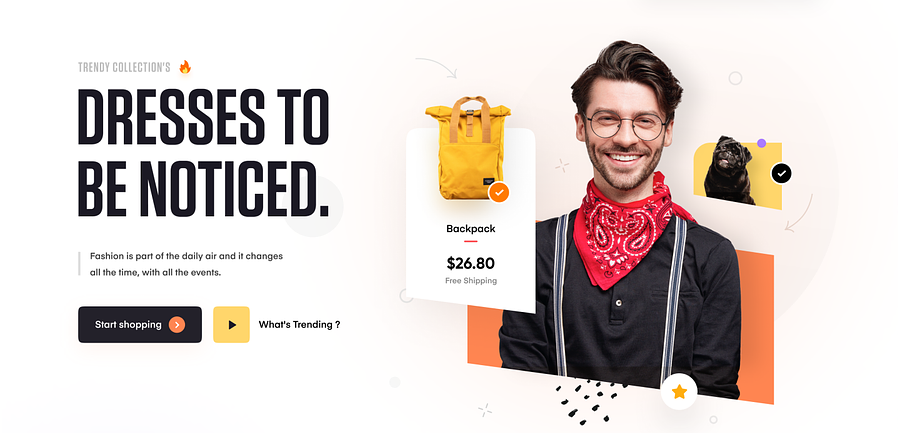 TRENDY COLLECTION'S
DRESSES TO
BE NOTICED.
Fashion is part of the daily air and it changes
all the time, with all the events.
Start shopping
What's Trending ?
Backpack
$26.80
Free Shipping